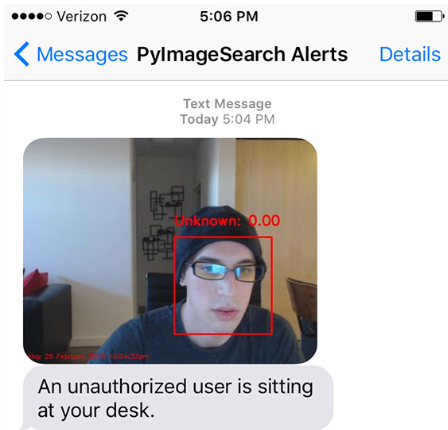 Verizon 5:06 PM
Messages PyImageSearch Alerts Details
Text Message
Today 5:04 PM
Unknown: 0.00
February
An unauthorized user is sitting
at your desk.